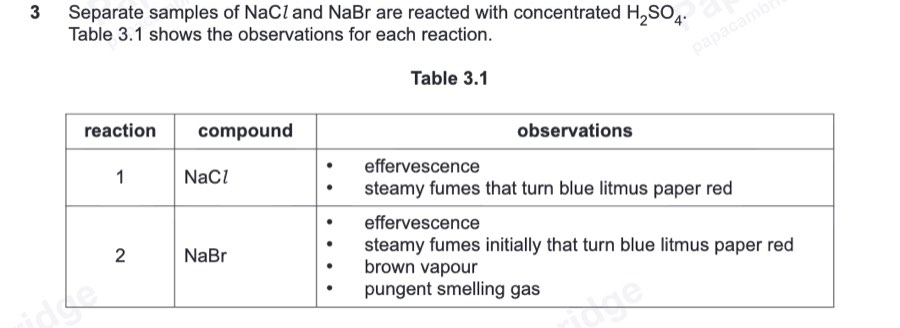 3 Separate samples of NaCl and NaBr are reacted with concentrated H₂SO₄.
Table 3.1 shows the observations for each reaction.
Table 3.1
reaction compound observations
1 NaCl • effervescence
• steamy fumes that turn blue litmus paper red
2 NaBr • effervescence
• steamy fumes initially that turn blue litmus paper red
• brown vapour
• pungent smelling gas